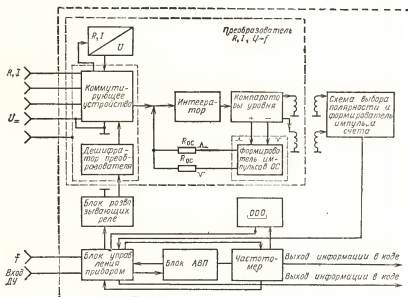 Преобразователь
R, I, U–f
R, I
U
R, I
U=
Коммути-
рующее
устройство
Интегра-
тор
Компарато-
ры уровня
+ –
Схема выбора
полярности и
формирователь
импульса
счета
Дешифра-
тор преоб-
разователя
Rос
Rос
Формирова-
тель им-
пульсов ОС
Блок развя-
зывающих
реле
000
f
Вход
ДУ
Блок управ-
ления
прибором
Блок АВП
Частото-
мер
Выход информации в коде
Выход информации в коде